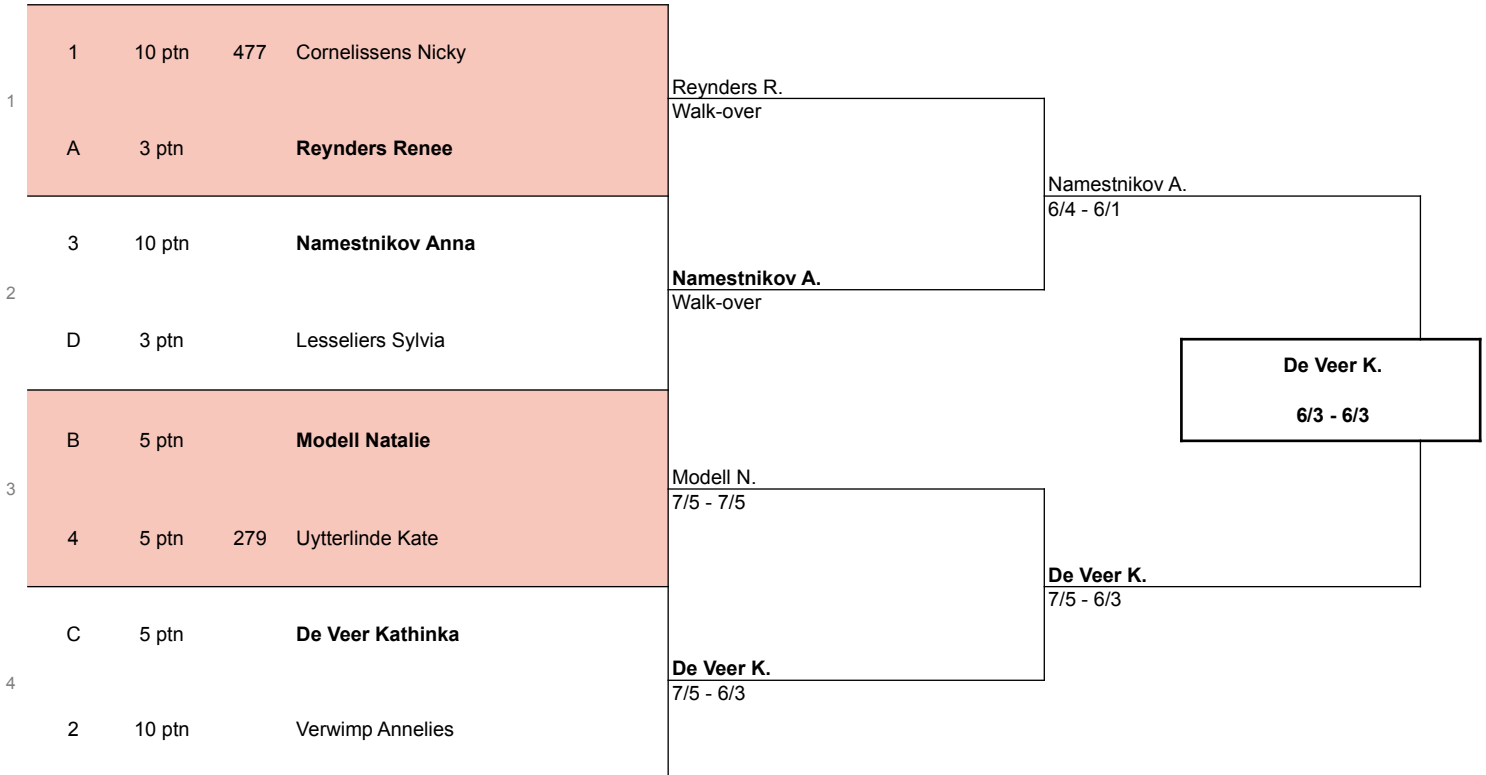 1 10 ptn 477 Cornelissens Nicky
Reynders R.
1
Walk-over
A 3 ptn Reynders Renee
Namestnikov A.
6/4 - 6/1
3 10 ptn Namestnikov Anna
Namestnikov A.
2
Walk-over
D 3 ptn Lesseliers Sylvia
De Veer K.
6/3 - 6/3
B 5 ptn Modell Natalie
Modell N.
3
7/5 - 7/5
4 5 ptn 279 Uytterlinde Kate
De Veer K.
7/5 - 6/3
C 5 ptn De Veer Kathinka
De Veer K.
4
7/5 - 6/3
2 10 ptn Verwimp Annelies